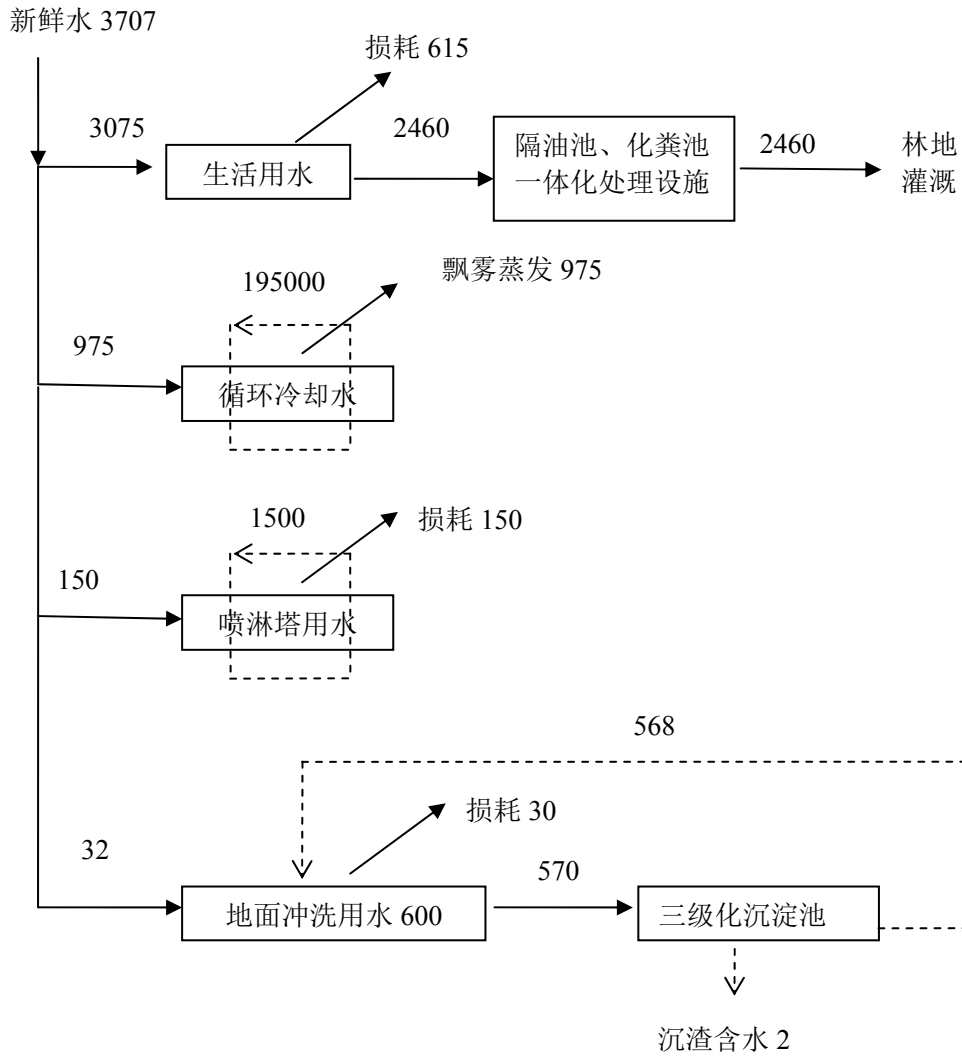 新鲜水 3707
损耗 615
3075
2460
生活用水
隔油池、化粪池
一体化处理设施
2460
林地
灌溉
195000
飘雾蒸发 975
975
循环冷却水
1500
损耗 150
150
喷淋塔用水
568
损耗 30
32
570
地面冲洗用水 600
三级化沉淀池
沉渣含水 2